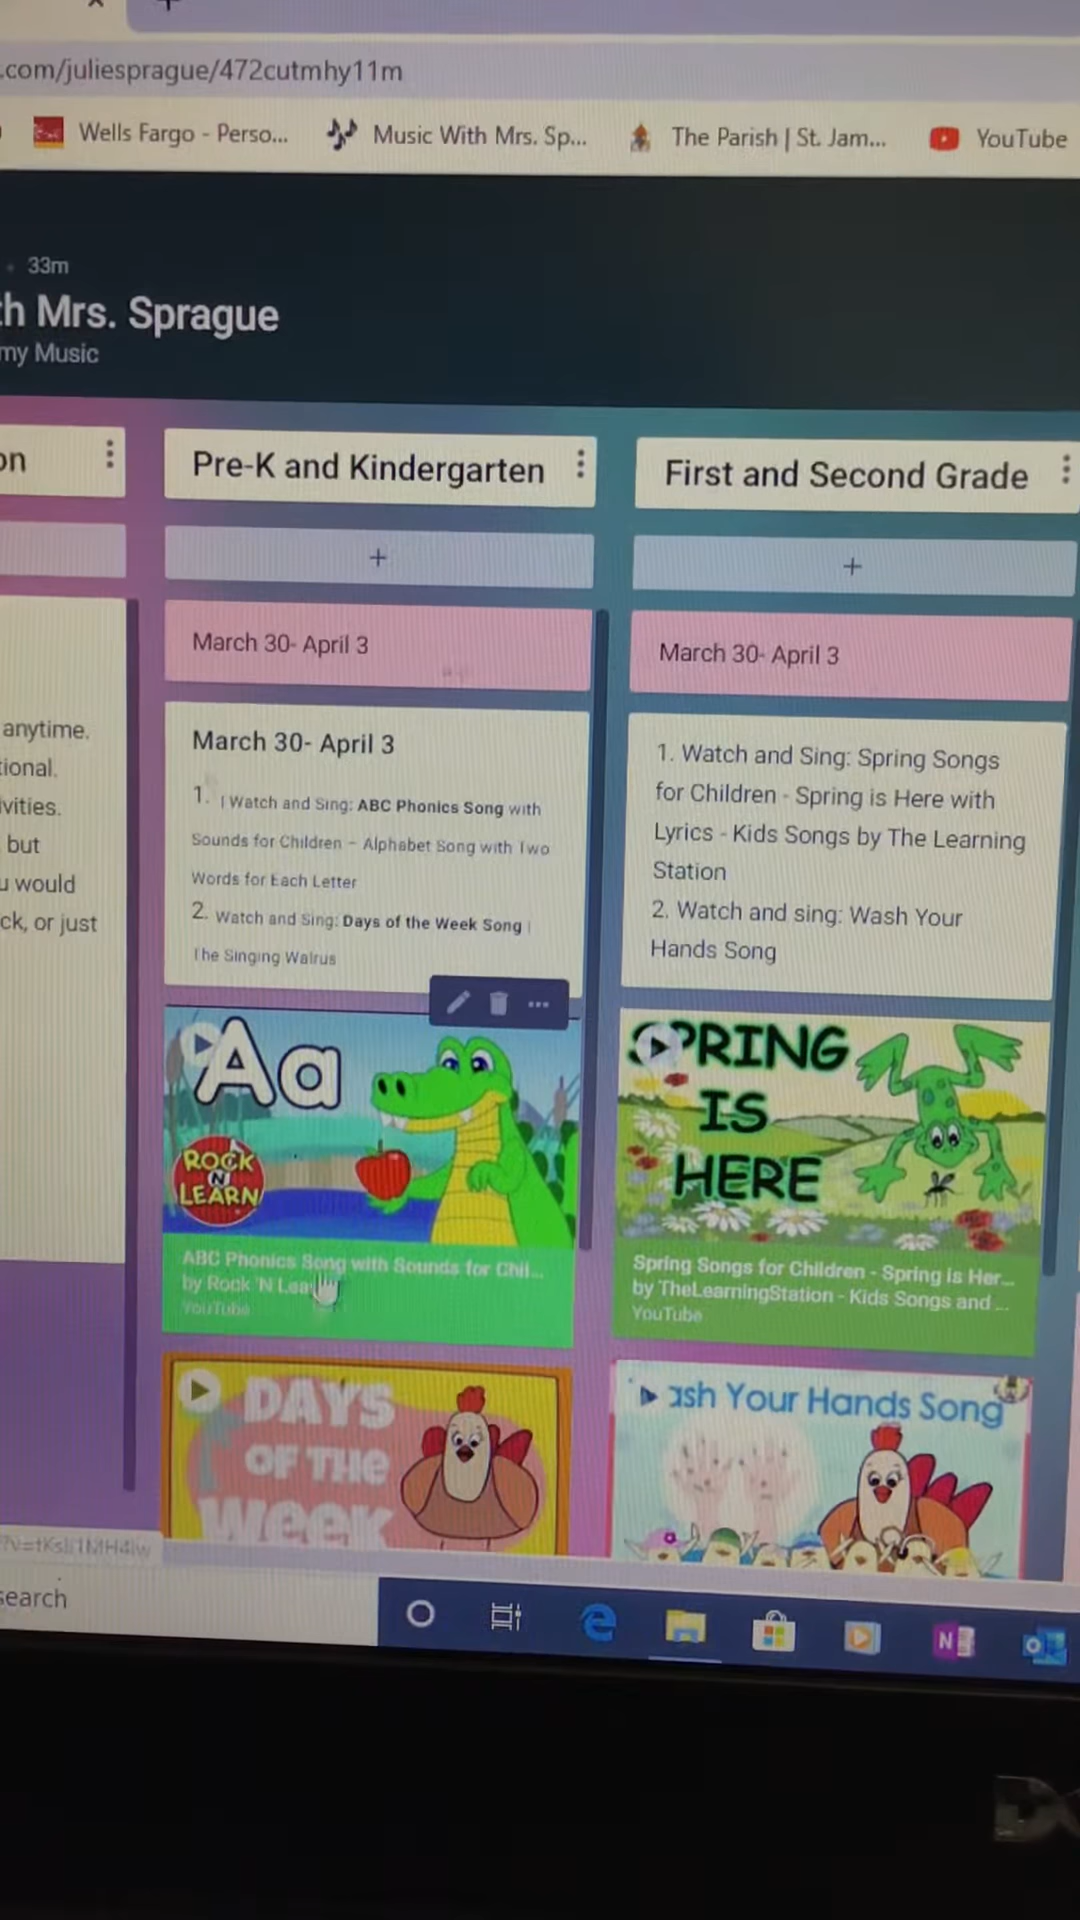 .com/juliesprague/472cutmhy11m
Wells Fargo - Perso...
Music With Mrs. Sp...
The Parish | St. Jam...
YouTube
33m
th Mrs. Sprague
my Music
on
anytime.
tional.
vities.
but
u would
ck, or just
Pre-K and Kindergarten
+
March 30- April 3
March 30- April 3
1. | Watch and Sing: ABC Phonics Song with
Sounds for Children – Alphabet Song with Two
Words for Each Letter
2. Watch and Sing: Days of the Week Song |
The Singing Walrus
Aa
ROCK
N
LEARN
ABC Phonics Song with Sounds for Chil...
by Rock 'N Lea
YouTube
DAYS
OF THE
Week
First and Second Grade
+
March 30- April 3
1. Watch and Sing: Spring Songs
for Children - Spring is Here with
Lyrics - Kids Songs by The Learning
Station
2. Watch and sing: Wash Your
Hands Song
SPRING
IS
HERE
Spring Songs for Children - Spring is Her...
by TheLearningStation - Kids Songs and ...
YouTube
ash Your Hands Song
search
N